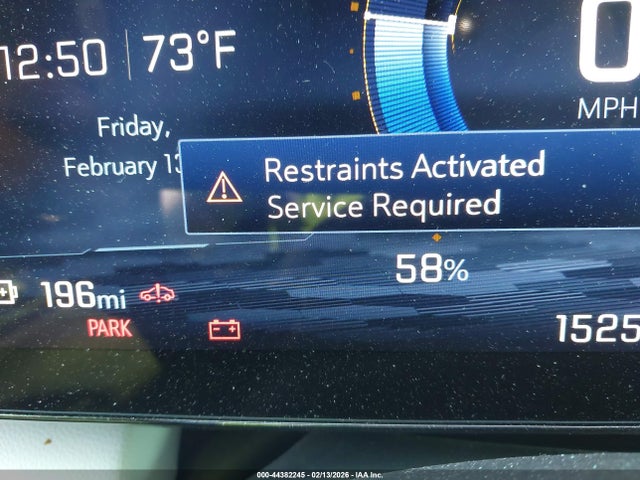 12:50 73°F
0
MPH
Friday,
February 13
Restraints Activated
Service Required
58%
196mi
PARK
1525
000-44382245 - 02/13/2026 - IAA Inc.